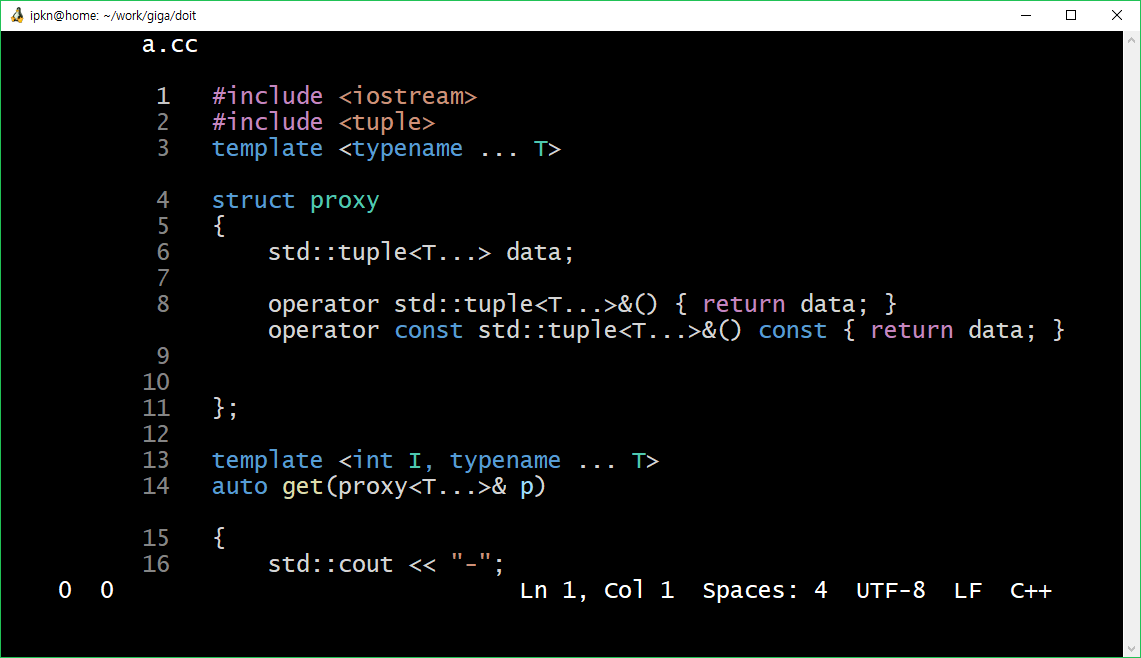 ipkn@home: ~/work/giga/doit
a.cc
1 #include <iostream>
2 #include <tuple>
3 template <typename ... T>
4 struct proxy
5 {
6 std::tuple<T...> data;
7
8 operator std::tuple<T...>&() { return data; }
operator const std::tuple<T...>&() const { return data; }
9
10
11 };
12
13 template <int I, typename ... T>
14 auto get(proxy<T...>& p)
15 {
16 std::cout << "-";
0 0 Ln 1, Col 1 Spaces: 4 UTF-8 LF C++